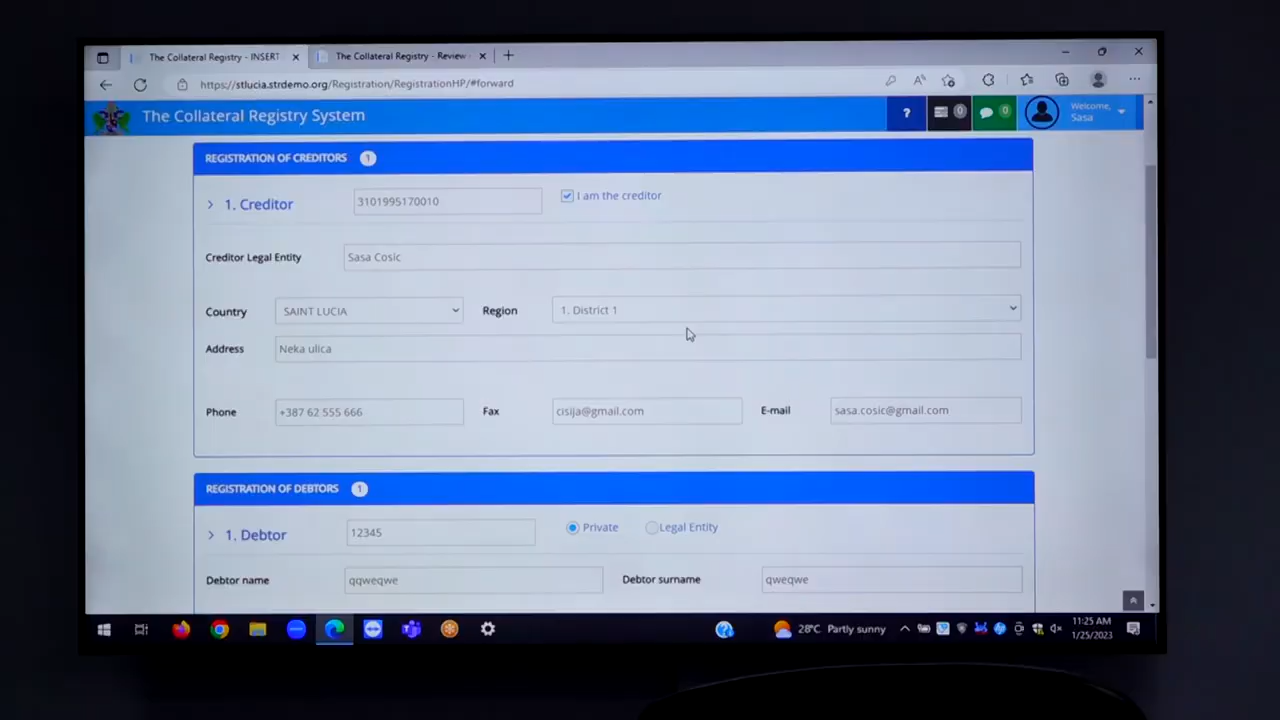 The Collateral Registry - INSERT
The Collateral Registry - Review
https://stlucia.strdemo.org/Registration/RegistrationHP/#forward
The Collateral Registry System
?
0
0
Welcome,
Sasa
REGISTRATION OF CREDITORS 1
1. Creditor
3101995170010
I am the creditor
Creditor Legal Entity
Sasa Cosic
Country
SAINT LUCIA
Region
1. District 1
Address
Neka ulica
Phone
+387 62 555 666
Fax
cisija@gmail.com
E-mail
sasa.cosic@gmail.com
REGISTRATION OF DEBTORS 1
1. Debtor
12345
Private
Legal Entity
Debtor name
qqweqwe
Debtor surname
qweqwe
28°C Partly sunny
11:25 AM
1/25/2023